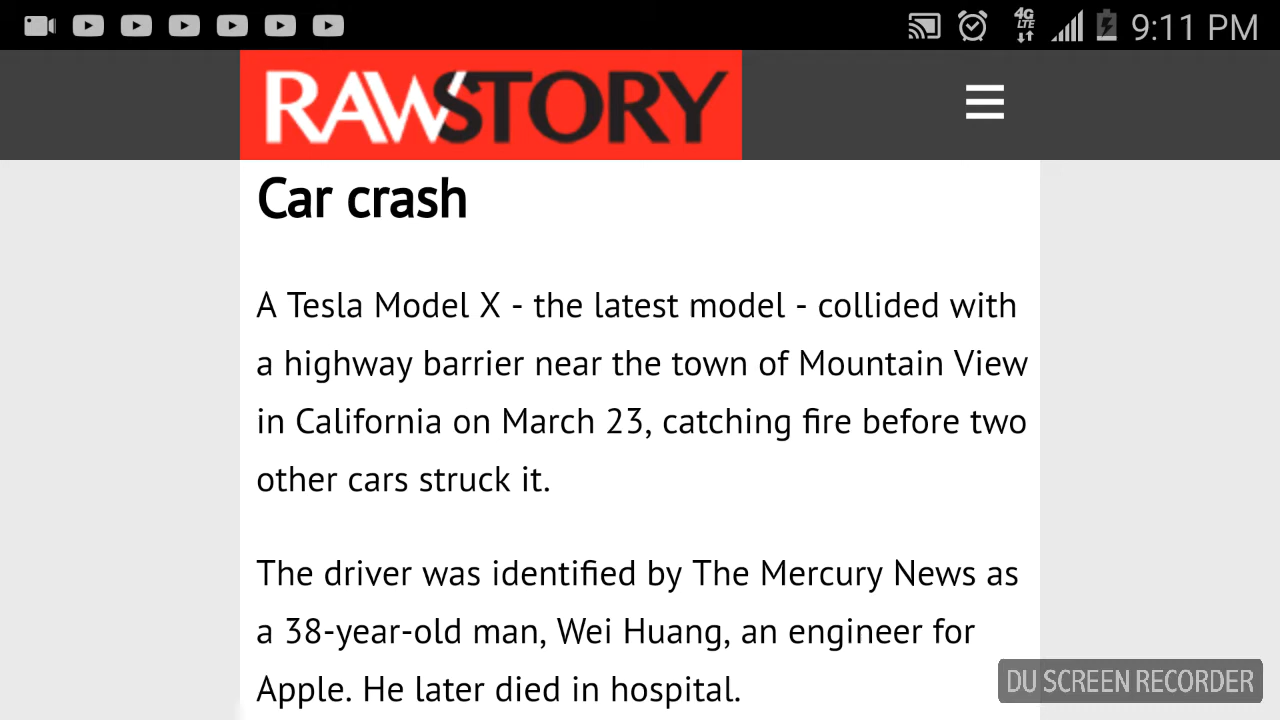 4G
LTE
9:11 PM
RAWSTORY
Car crash
A Tesla Model X - the latest model - collided with
a highway barrier near the town of Mountain View
in California on March 23, catching fire before two
other cars struck it.
The driver was identified by The Mercury News as
a 38-year-old man, Wei Huang, an engineer for
Apple. He later died in hospital.
DU SCREEN RECORDER